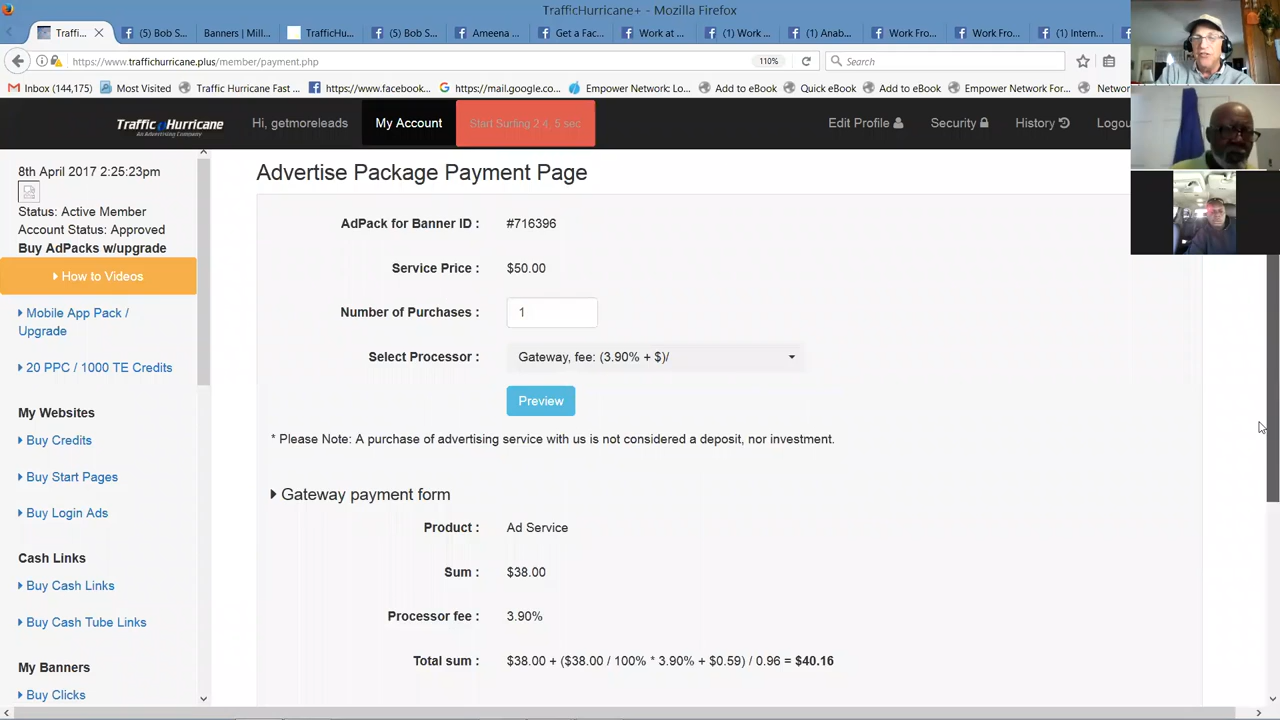 TrafficHurricane+ - Mozilla Firefox
Traffi...
(5) Bob S...
Banners | Mill...
TrafficHu...
(5) Bob S...
Ameena ...
Get a Fac...
Work at ...
(1) Work ...
(1) Anab...
Work Fro...
Work Fro...
(1) Intern...
https://www.traffichurricane.plus/member/payment.php
110%
Search
Inbox (144,175)
Most Visited
Traffic Hurricane Fast ...
https://www.facebook...
https://mail.google.co...
Empower Network: Lo...
Add to eBook
Quick eBook
Add to eBook
Empower Network For...
Network
Traffic Hurricane
An Advertising Company
Hi, getmoreleads
My Account
Start Surfing 2 4, 5 sec
Edit Profile
Security
History
Logou
8th April 2017 2:25:23pm
Status: Active Member
Account Status: Approved
Buy AdPacks w/upgrade
How to Videos
Mobile App Pack /
Upgrade
20 PPC / 1000 TE Credits
My Websites
Buy Credits
Buy Start Pages
Buy Login Ads
Cash Links
Buy Cash Links
Buy Cash Tube Links
My Banners
Buy Clicks
Advertise Package Payment Page
AdPack for Banner ID : #716396
Service Price : $50.00
Number of Purchases : 1
Select Processor : Gateway, fee: (3.90% + $)/
Preview
* Please Note: A purchase of advertising service with us is not considered a deposit, nor investment.
Gateway payment form
Product : Ad Service
Sum : $38.00
Processor fee : 3.90%
Total sum : $38.00 + ($38.00 / 100% * 3.90% + $0.59) / 0.96 = $40.16